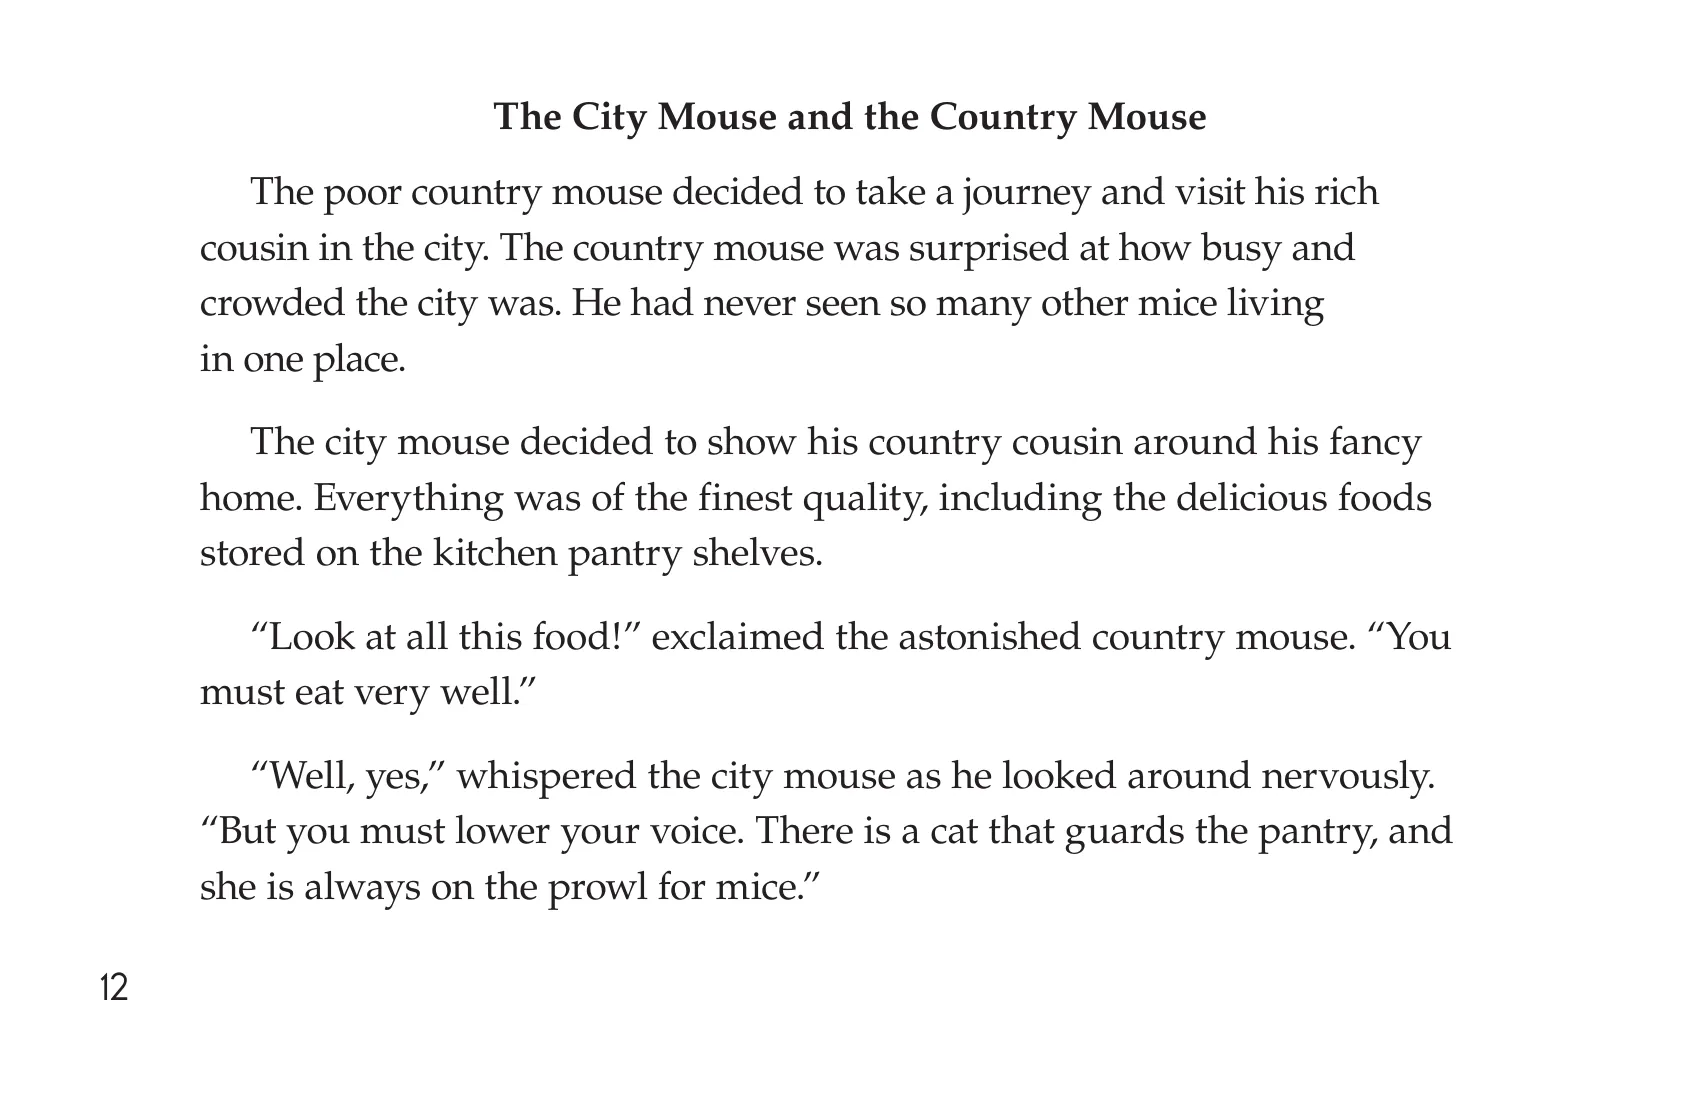 The City Mouse and the Country Mouse
The poor country mouse decided to take a journey and visit his rich
cousin in the city. The country mouse was surprised at how busy and
crowded the city was. He had never seen so many other mice living
in one place.
The city mouse decided to show his country cousin around his fancy
home. Everything was of the finest quality, including the delicious foods
stored on the kitchen pantry shelves.
“Look at all this food!” exclaimed the astonished country mouse. “You
must eat very well.”
“Well, yes,” whispered the city mouse as he looked around nervously.
“But you must lower your voice. There is a cat that guards the pantry, and
she is always on the prowl for mice.”
12